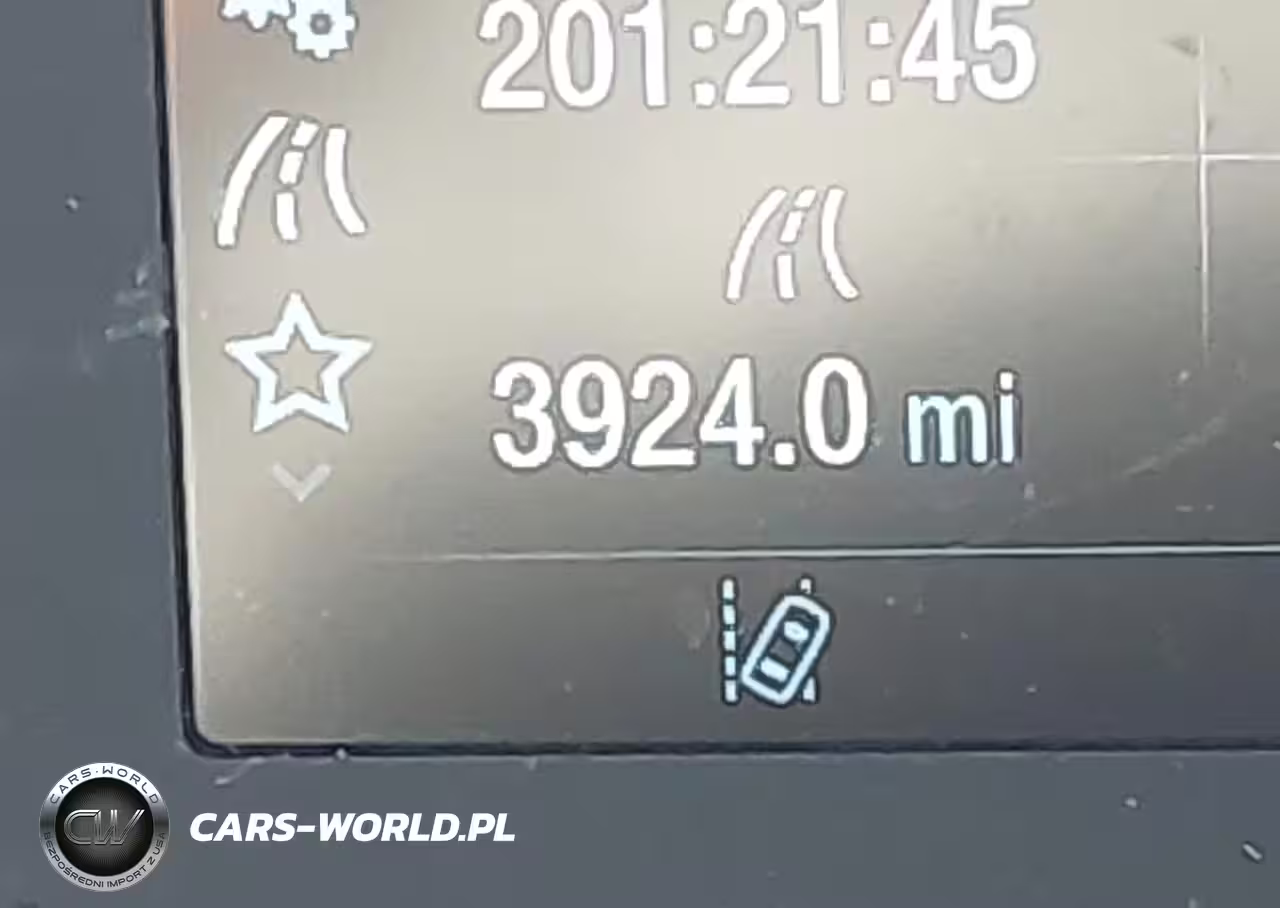 201:21:45
3924.0 mi
CARS-WORLD
CW
BEZPOŚREDNI IMPORT Z USA
CARS-WORLD.PL